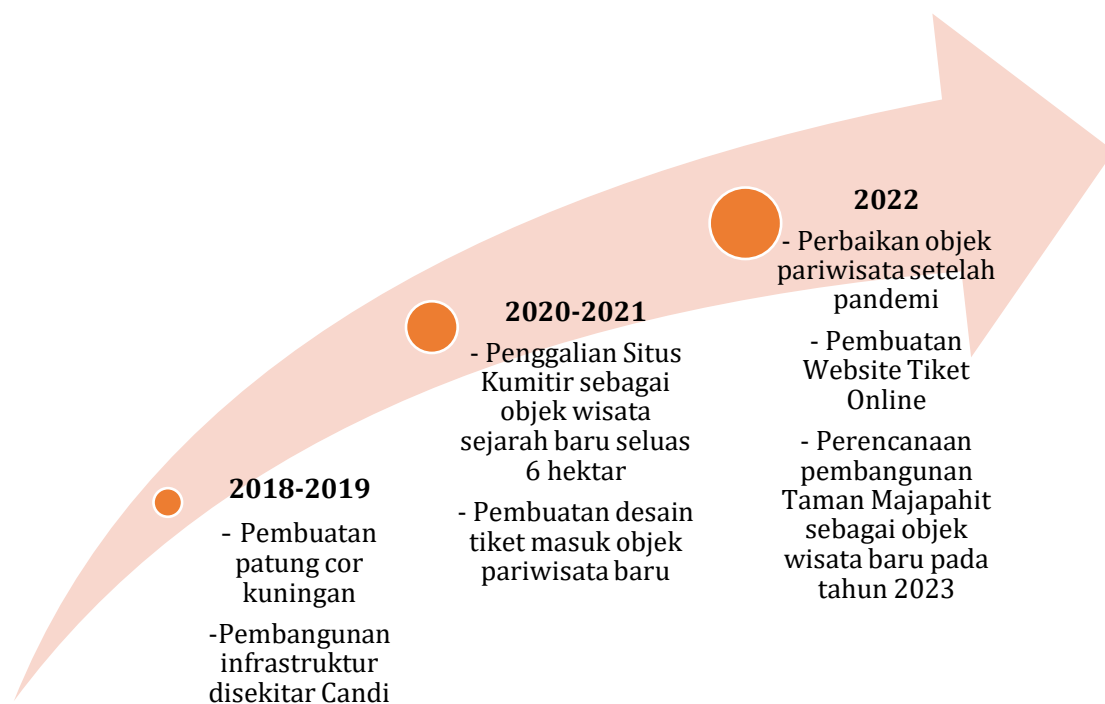 2018-2019
- Pembuatan
patung cor
kuningan
-Pembangunan
infrastruktur
disekitar Candi
2020-2021
- Penggalian Situs
Kumitir sebagai
objek wisata
sejarah baru seluas
6 hektar
- Pembuatan desain
tiket masuk objek
pariwisata baru
2022
- Perbaikan objek
pariwisata setelah
pandemi
- Pembuatan
Website Tiket
Online
- Perencanaan
pembangunan
Taman Majapahit
sebagai objek
wisata baru pada
tahun 2023